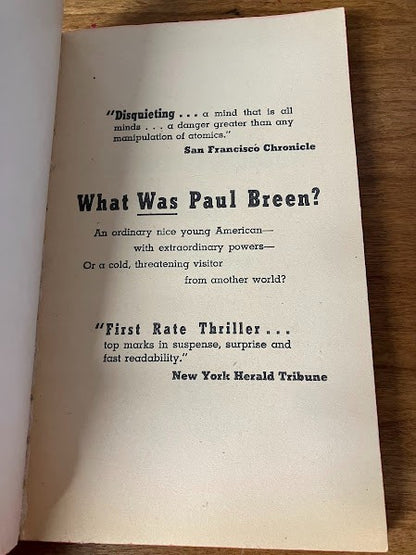 "Disquieting . . . a mind that is all
minds . . . a danger greater than any
manipulation of atomics."
San Francisco Chronicle
What Was Paul Breen?
An ordinary nice young American—
with extraordinary powers—
Or a cold, threatening visitor
from another world?
"First Rate Thriller . . .
top marks in suspense, surprise and
fast readability."
New York Herald Tribune